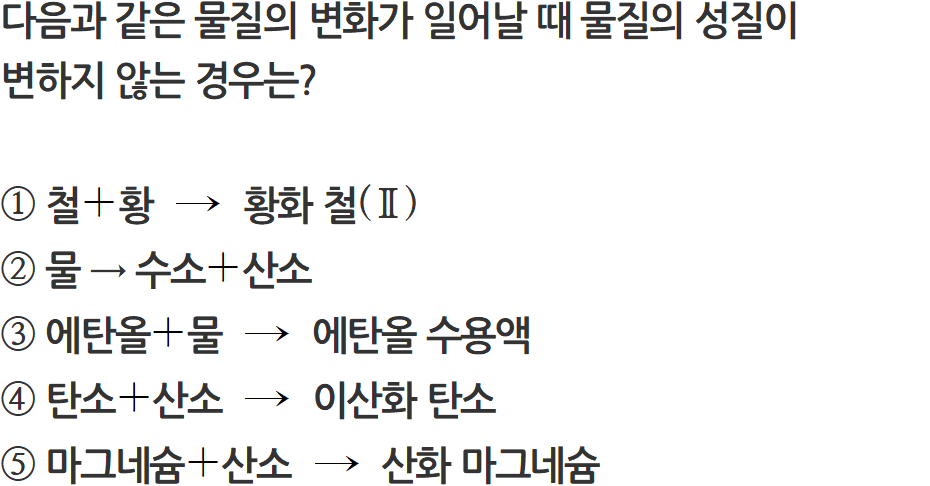 다음과 같은 물질의 변화가 일어날 때 물질의 성질이
변하지 않는 경우는?
① 철+황 → 황화 철(Ⅱ)
② 물 → 수소+산소
③ 에탄올+물 → 에탄올 수용액
④ 탄소+산소 → 이산화 탄소
⑤ 마그네슘+산소 → 산화 마그네슘